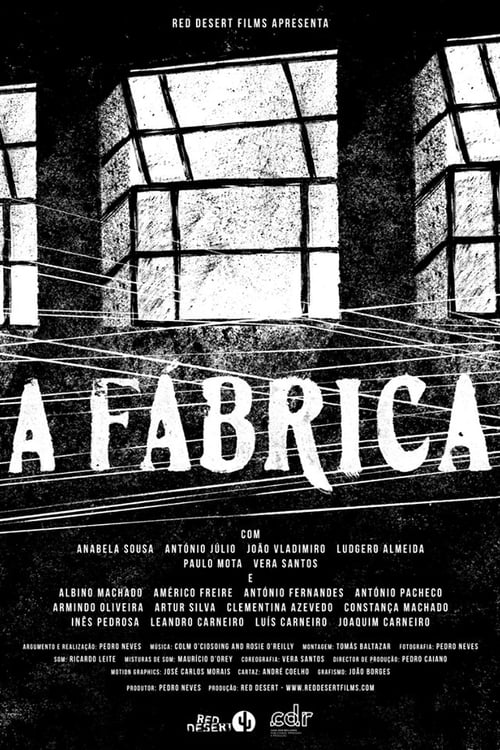 RED DESERT FILMS APRESENTA
A FÁBRICA
COM
ANABELA SOUSA ANTÓNIO JÚLIO JOÃO VLADIMIRO LUDGERO ALMEIDA
PAULO MOTA VERA SANTOS
E
ALBINO MACHADO AMÉRICO FREIRE ANTÓNIO FERNANDES ANTÓNIO PACHECO
ARMINDO OLIVEIRA ARTUR SILVA CLEMENTINA AZEVEDO CONSTANÇA MACHADO
INÊS PEDROSA LEANDRO CARNEIRO LUÍS CARNEIRO JOAQUIM CARNEIRO
ARGUMENTO E REALIZAÇÃO: PEDRO NEVES MÚSICA: COLM O'CIOSOING AND ROSIE O'REILLY MONTAGEM: TOMÁS BALTAZAR FOTOGRAFIA: PEDRO NEVES
SOM: RICARDO LEITE MISTURAS DE SOM: MAURÍCIO D'OREY COREOGRAFIA: VERA SANTOS DIRECTOR DE PRODUÇÃO: PEDRO CAIANO
MOTION GRAPHICS: JOSÉ CARLOS MORAIS CARTAZ: ANDRÉ COELHO GRAFISMO: JOÃO BORGES
PRODUTOR: PEDRO NEVES PRODUÇÃO: RED DESERT - WWW.REDDESERTFILMS.COM
RED
DESERT
cdr